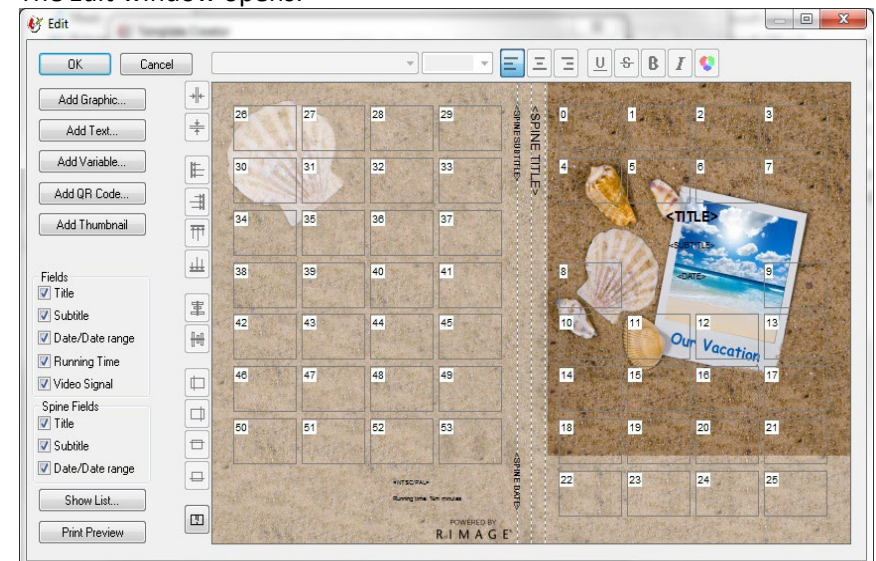 The Edit window opens.
Edit
OK Cancel
Add Graphic...
Add Text...
Add Variable...
Add QR Code...
Add Thumbnail
Fields
Title
Subtitle
Date/Date range
Running Time
Video Signal
Spine Fields
Title
Subtitle
Date/Date range
Show List...
Print Preview
U S B I
26 27 28 29
30 31 32 33
34 35 36 37
38 39 40 41
42 43 44 45
46 47 48 49
50 51 52 53
<NTSC/PAL>
Running time: %m minutes
POWERED BY
RIMAGE
<SPINE SUBTITLE>
<SPINE TITLE>
<SPINE DATE>
0 1 2 3
4 5 6 7
<TITLE>
<SUBTITLE>
<DATE>
8 9
10 11 12 13
Our Vacation
14 15 16 17
18 19 20 21
22 23 24 25